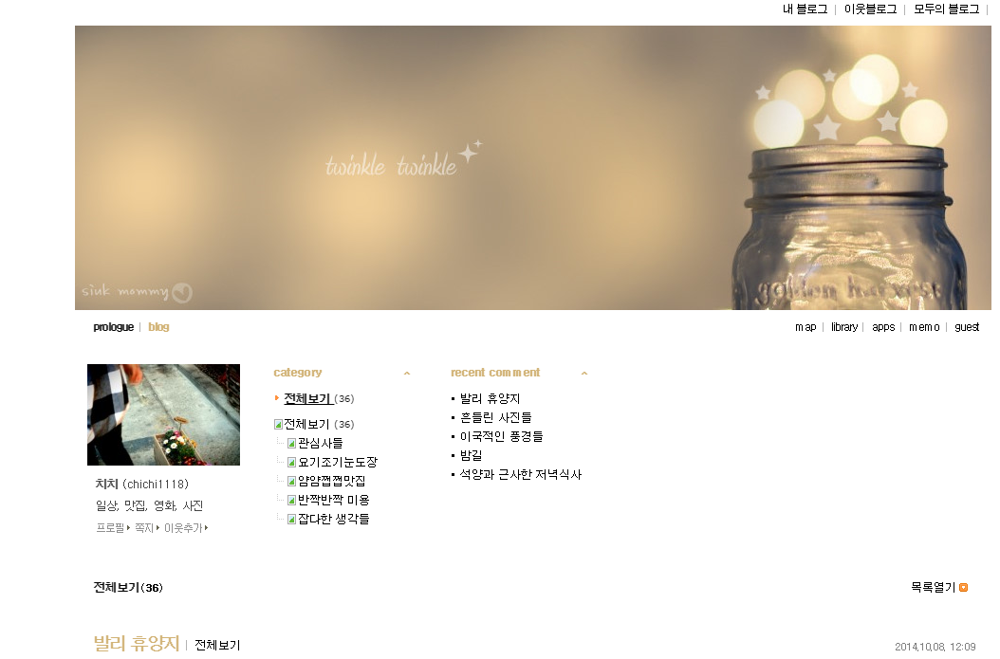 내 블로그 | 이웃블로그 | 모두의 블로그 |
twinkle twinkle
siuk mommy
golden harvest
prologue | blog
map | library | apps | memo | guest
category
전체보기 (36)
전체보기 (36)
관심사들
요기조기눈도장
얌얌쩝쩝맛집
반짝반짝 미용
잡다한 생각들
recent comment
발리 휴양지
흔들린 사진들
이국적인 풍경들
밤길
석양과 근사한 저녁식사
치치 (chichi1118)
일상, 맛집, 영화, 사진
프로필 쪽지 이웃추가
전체보기(36)
목록열기
발리 휴양지 | 전체보기
2014.10.08. 12:09